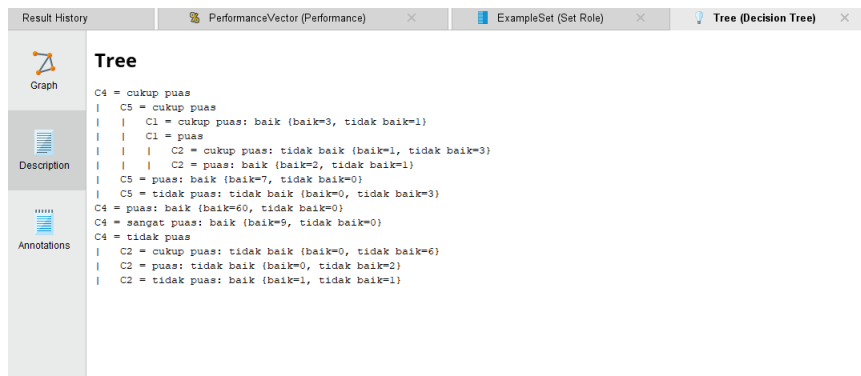 Result History
PerformanceVector (Performance)
ExampleSet (Set Role)
Tree (Decision Tree)
Graph
Description
Annotations
Tree
C4 = cukup puas
|   C5 = cukup puas
|   |   C1 = cukup puas: baik {baik=3, tidak baik=1}
|   |   C1 = puas
|   |   |   C2 = cukup puas: tidak baik {baik=1, tidak baik=3}
|   |   |   C2 = puas: baik {baik=2, tidak baik=1}
|   C5 = puas: baik {baik=7, tidak baik=0}
|   C5 = tidak puas: tidak baik {baik=0, tidak baik=3}
C4 = puas: baik {baik=60, tidak baik=0}
C4 = sangat puas: baik {baik=9, tidak baik=0}
C4 = tidak puas
|   C2 = cukup puas: tidak baik {baik=0, tidak baik=6}
|   C2 = puas: tidak baik {baik=0, tidak baik=2}
|   C2 = tidak puas: baik {baik=1, tidak baik=1}